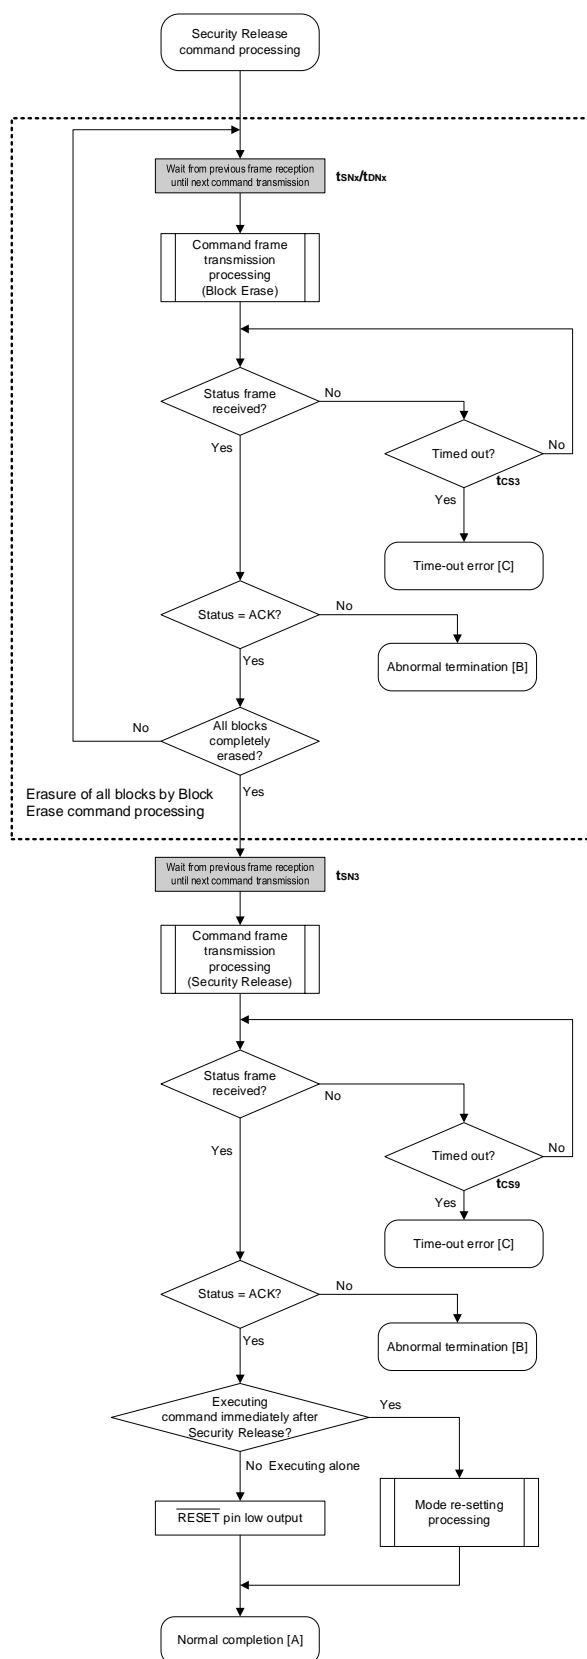 Security Release
command processing
Wait from previous frame reception
until next command transmission
tSNx/tDNx
Command frame
transmission
processing
(Block Erase)
Status frame
received?
No
Yes
Timed out?
No
tCS3
Yes
Time-out error [C]
Status = ACK?
No
Yes
Abnormal termination [B]
No
All blocks
completely
erased?
Yes
Erasure of all blocks by Block
Erase command processing
Wait from previous frame reception
until next command transmission
tSN3
Command frame
transmission
processing
(Security Release)
Status frame
received?
No
Yes
Timed out?
No
tCS9
Yes
Time-out error [C]
Status = ACK?
No
Yes
Abnormal termination [B]
Executing
command immediately after
Security Release?
Yes
No Executing alone
RESET pin low output
Mode re-setting
processing
Normal completion [A]